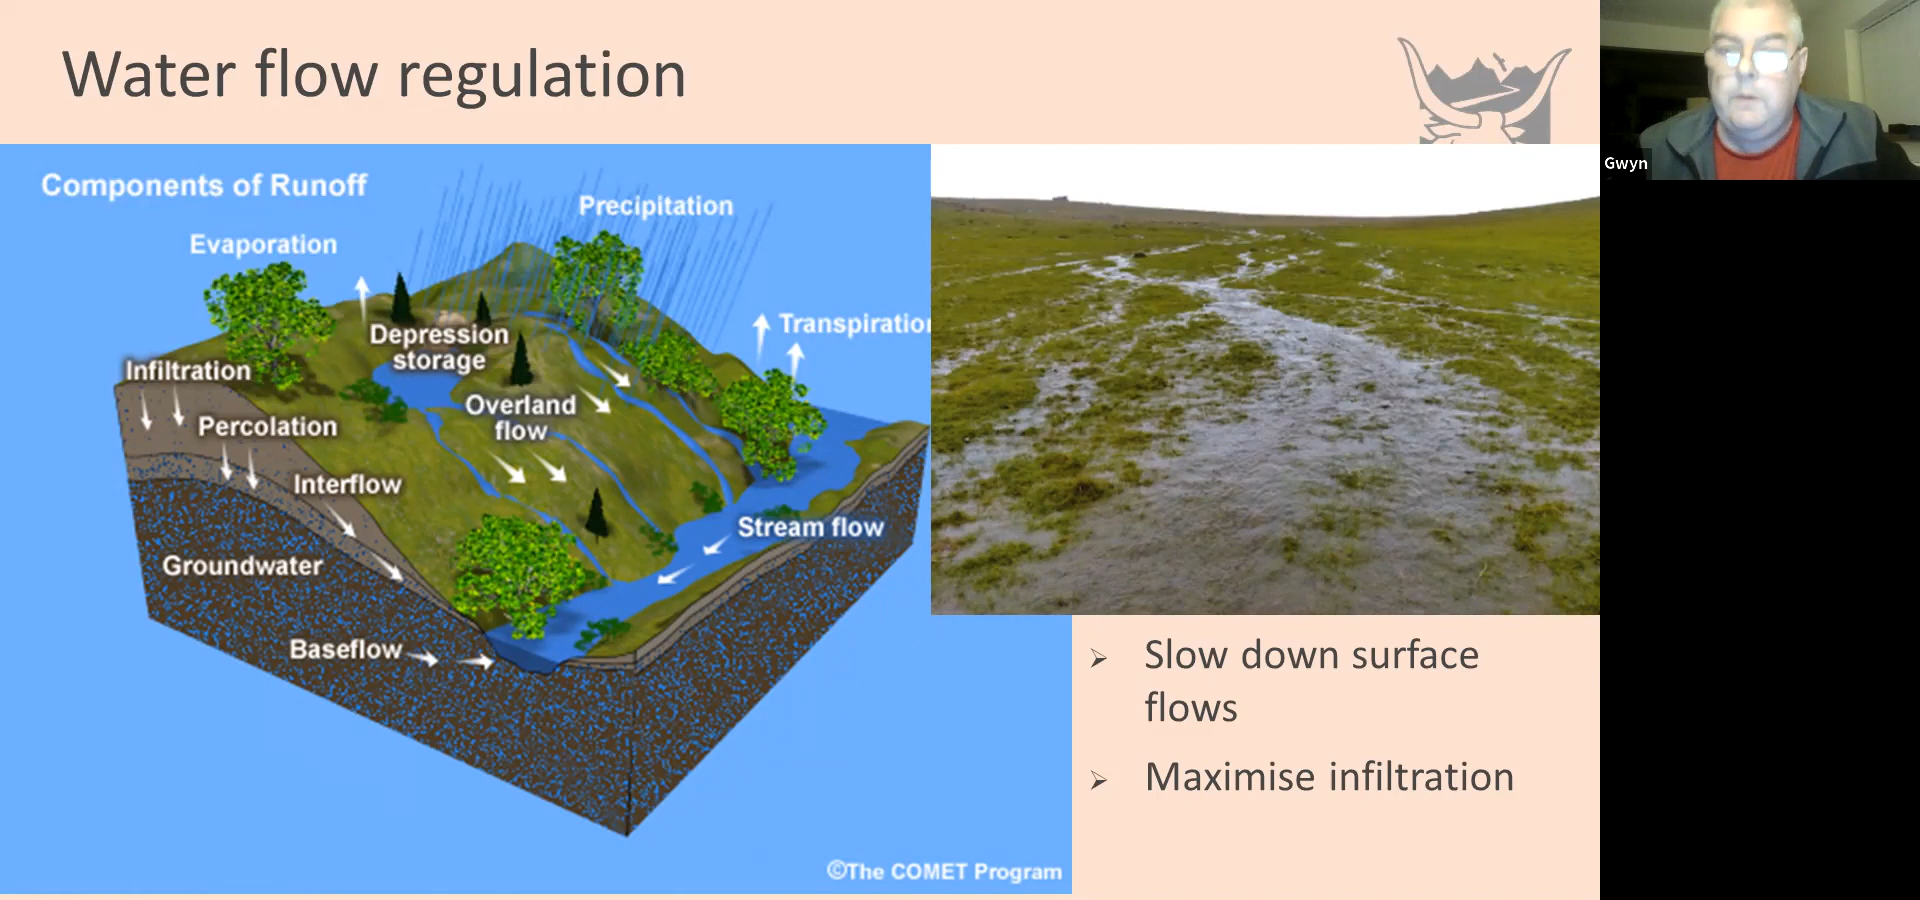 Water flow regulation
Gwyn
Components of Runoff
Precipitation
Evaporation
Transpiratio
Depression
storage
Infiltration
Overland
flow
Percolation
Interflow
Stream flow
Groundwater
Baseflow
©The COMET Program
➢ Slow down surface
flows
➢ Maximise infiltration